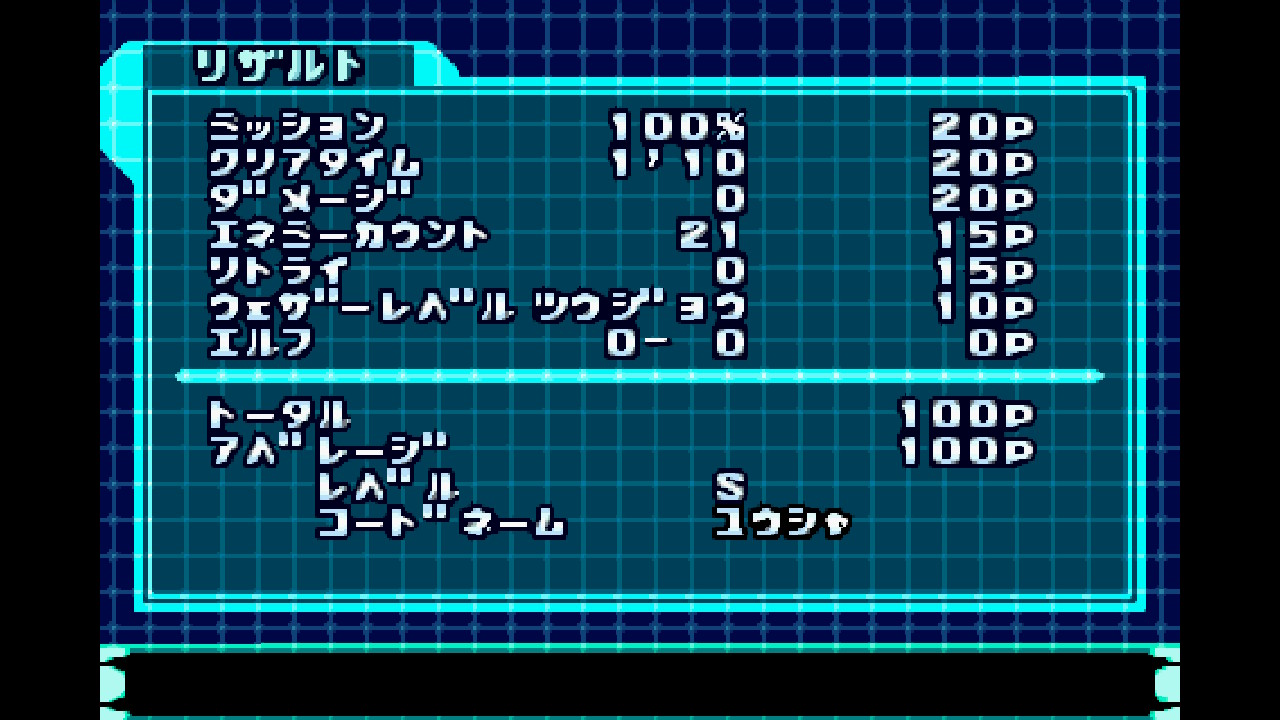 リザルト
ミッション 100% 20P
クリアタイム 1'10 20P
ダメージ 0 20P
エネミーカウント 21 15P
リトライ 0 15P
ウェザーレベル ツウジョウ 10P
エルフ 0- 0 0P
トータル 100P
アベレージ 100P
レベル S
コードネーム ユウシャ